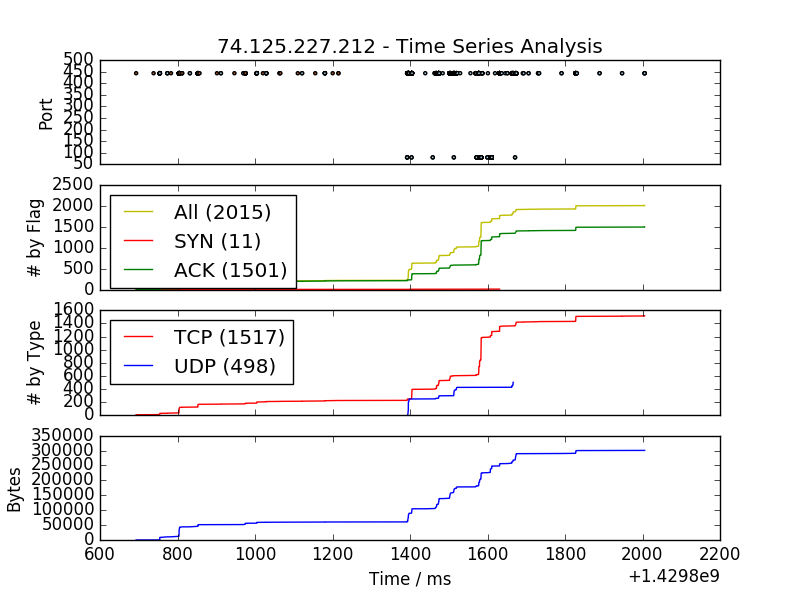 74.125.227.212 - Time Series Analysis
Port
500
450
400
350
300
250
200
150
100
50
# by Flag
2500
2000
1500
1000
500
0
All (2015)
SYN (11)
ACK (1501)
# by Type
1600
1400
1200
1000
800
600
400
200
0
TCP (1517)
UDP (498)
Bytes
350000
300000
250000
200000
150000
100000
50000
0
600 800 1000 1200 1400 1600 1800 2000 2200
Time / ms
+1.4298e9